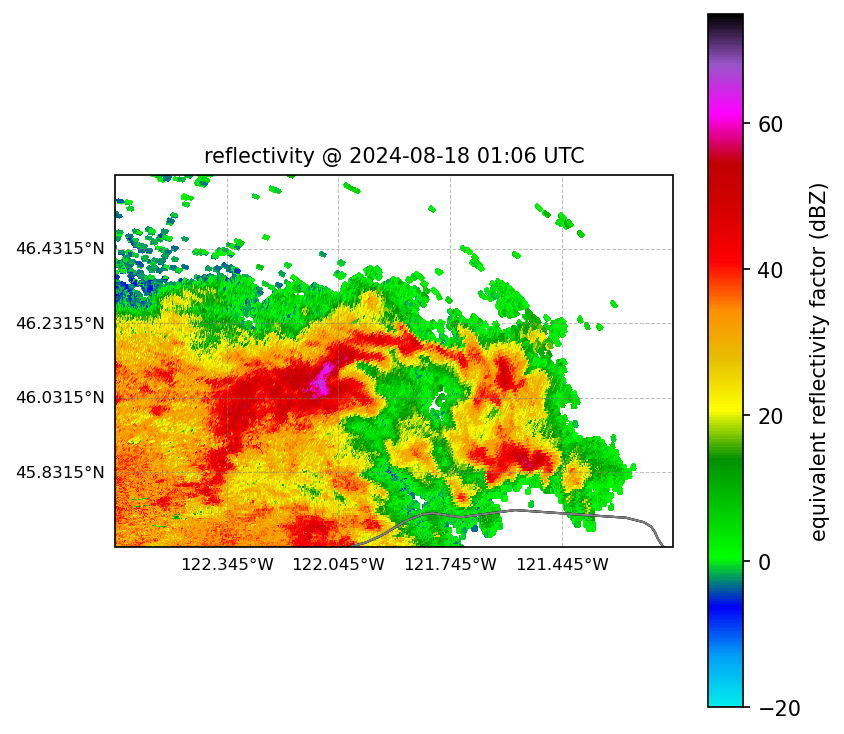 reflectivity @ 2024-08-18 01:06 UTC
46.4315°N
46.2315°N
46.0315°N
45.8315°N
122.345°W 122.045°W 121.745°W 121.445°W
60
40
20
0
−20
equivalent reflectivity factor (dBZ)